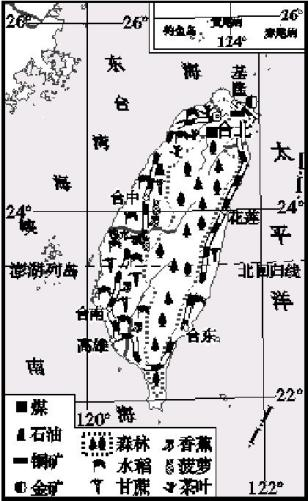 26°
26°
26°
钓鱼岛
黄尾屿
赤尾屿
124°
东海
台湾海峡
基隆
台北
太平洋
台中
24°
24°
花莲
澎湖列岛
北回归线
台南
高雄
台东
南海
22°
120°
122°
煤
石油
铜矿
金矿
森林
水稻
甘蔗
香蕉
菠萝
茶叶